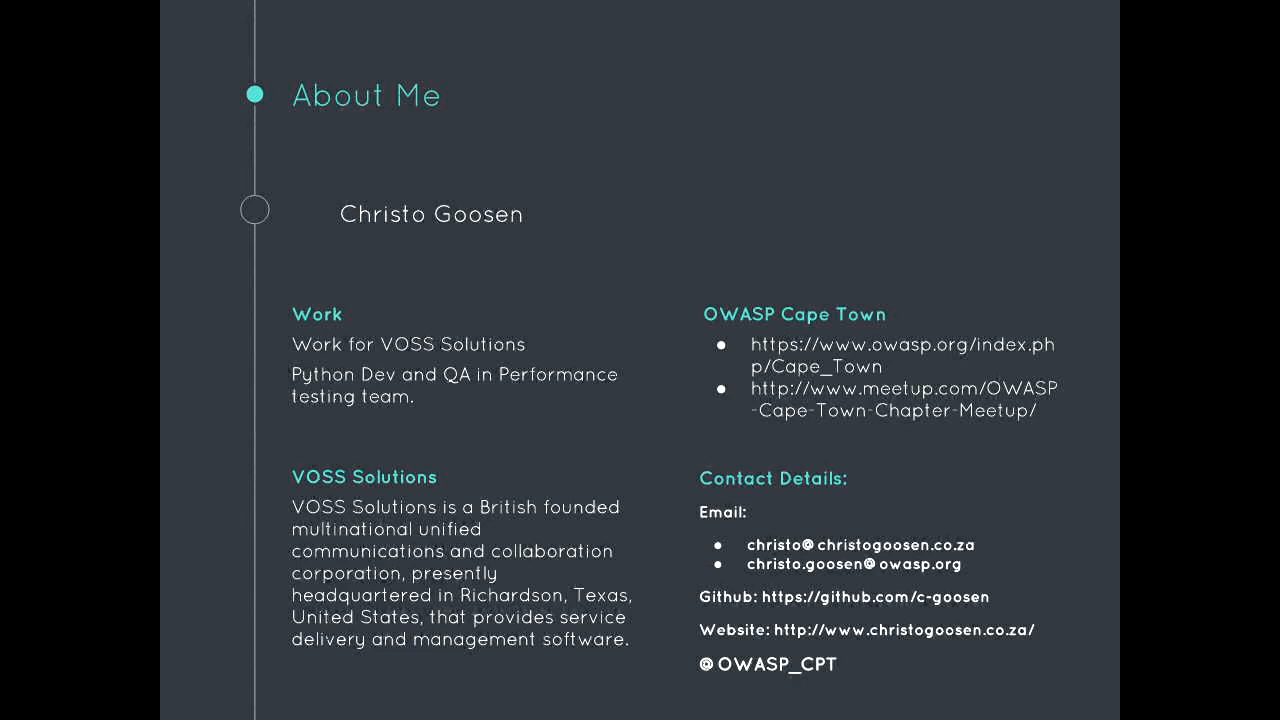 About Me
Christo Goosen
Work
Work for VOSS Solutions
Python Dev and QA in Performance
testing team.
VOSS Solutions
VOSS Solutions is a British founded
multinational unified
communications and collaboration
corporation, presently
headquartered in Richardson, Texas,
United States, that provides service
delivery and management software.
OWASP Cape Town
● https://www.owasp.org/index.ph
p/Cape_Town
● http://www.meetup.com/OWASP
-Cape-Town-Chapter-Meetup/
Contact Details:
Email:
● christo@christogoosen.co.za
● christo.goosen@owasp.org
Github: https://github.com/c-goosen
Website: http://www.christogoosen.co.za/
@OWASP_CPT